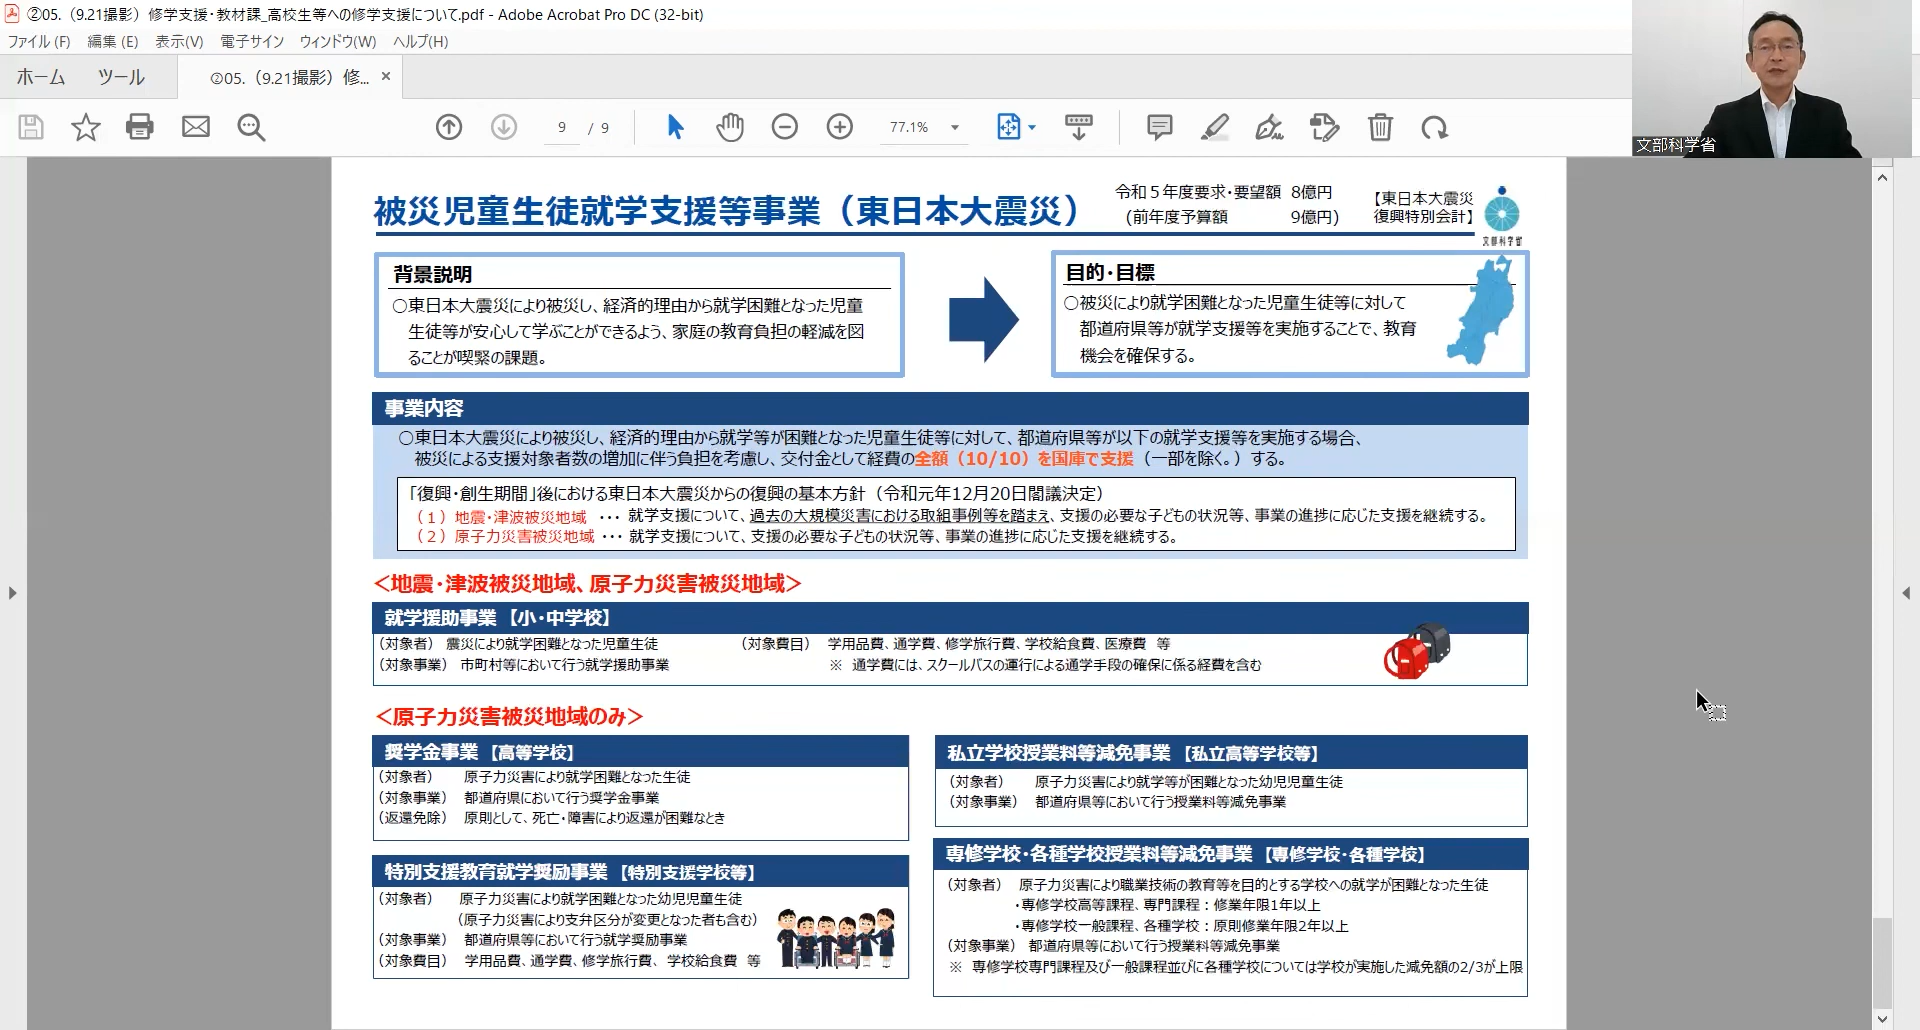 ②05.（9.21撮影）修学支援・教材課_高校生等への修学支援について.pdf - Adobe Acrobat Pro DC (32-bit)
ファイル(F) 編集(E) 表示(V) 電子サイン ウィンドウ(W) ヘルプ(H)
ホーム ツール ②05.（9.21撮影）修... ×
9 / 9 77.1%
文部科学省
被災児童生徒就学支援等事業（東日本大震災）
令和５年度要求・要望額 8億円
（前年度予算額 9億円）
【東日本大震災
復興特別会計】
文部科学省
背景説明
○東日本大震災により被災し、経済的理由から就学困難となった児童
生徒等が安心して学ぶことができるよう、家庭の教育負担の軽減を図
ることが喫緊の課題。
目的・目標
○被災により就学困難となった児童生徒等に対して
都道府県等が就学支援等を実施することで、教育
機会を確保する。
事業内容
○東日本大震災により被災し、経済的理由から就学等が困難となった児童生徒等に対して、都道府県等が以下の就学支援等を実施する場合、
被災による支援対象者数の増加に伴う負担を考慮し、交付金として経費の全額（10/10）を国庫で支援（一部を除く。）する。
「復興・創生期間」後における東日本大震災からの復興の基本方針（令和元年12月20日閣議決定）
（１）地震・津波被災地域 ・・・ 就学支援について、過去の大規模災害における取組事例等を踏まえ、支援の必要な子どもの状況等、事業の進捗に応じた支援を継続する。
（２）原子力災害被災地域 ・・・ 就学支援について、支援の必要な子どもの状況等、事業の進捗に応じた支援を継続する。
＜地震・津波被災地域、原子力災害被災地域＞
就学援助事業【小・中学校】
（対象者） 震災により就学困難となった児童生徒 （対象費目） 学用品費、通学費、修学旅行費、学校給食費、医療費 等
（対象事業） 市町村等において行う就学援助事業 ※ 通学費には、スクールバスの運行による通学手段の確保に係る経費を含む
＜原子力災害被災地域のみ＞
奨学金事業【高等学校】
（対象者） 原子力災害により就学困難となった生徒
（対象事業） 都道府県において行う奨学金事業
（返還免除） 原則として、死亡・障害により返還が困難なとき
特別支援教育就学奨励事業【特別支援学校等】
（対象者） 原子力災害により就学困難となった幼児児童生徒
（原子力災害により支弁区分が変更となった者も含む）
（対象事業） 都道府県等において行う就学奨励事業
（対象費目） 学用品費、通学費、修学旅行費、 学校給食費 等
私立学校授業料等減免事業【私立高等学校等】
（対象者） 原子力災害により就学等が困難となった幼児児童生徒
（対象事業） 都道府県等において行う授業料等減免事業
専修学校・各種学校授業料等減免事業【専修学校・各種学校】
（対象者） 原子力災害により職業技術の教育等を目的とする学校への就学が困難となった生徒
・専修学校高等課程、専門課程：修業年限1年以上
・専修学校一般課程、各種学校：原則修業年限2年以上
（対象事業） 都道府県等において行う授業料等減免事業
※ 専修学校専門課程及び一般課程並びに各種学校については学校が実施した減免額の2/3が上限